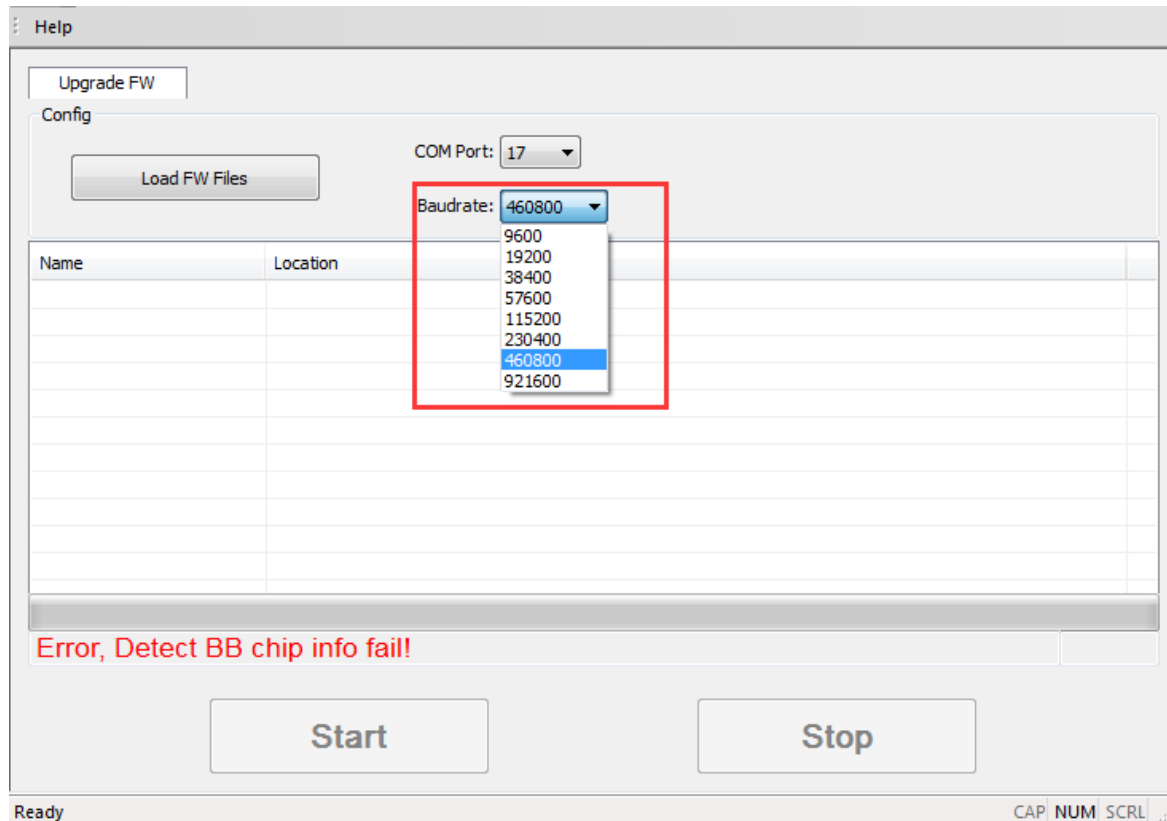 Help
Upgrade FW
Config
COM Port: 17
Load FW Files
Baudrate: 460800
9600
19200
38400
57600
115200
230400
460800
921600
Name Location
Error, Detect BB chip info fail!
Start Stop
Ready CAP NUM SCRL